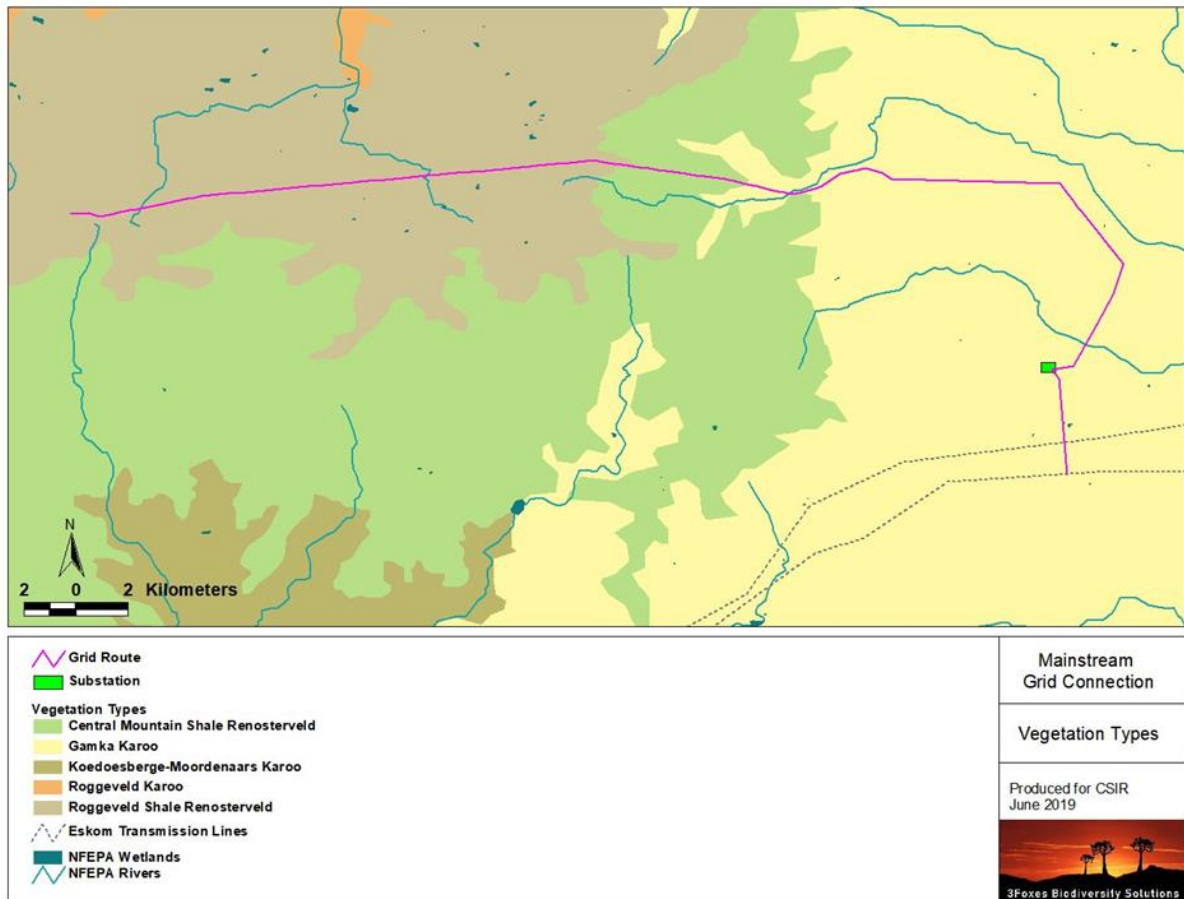 N
2 0 2 Kilometers
Grid Route
Substation
Vegetation Types
Central Mountain Shale Renosterveld
Gamka Karoo
Koedoesberge-Moordenaars Karoo
Roggeveld Karoo
Roggeveld Shale Renosterveld
Eskom Transmission Lines
NFEPA Wetlands
NFEPA Rivers
Mainstream
Grid Connection
Vegetation Types
Produced for CSIR
June 2019
3Foxes Biodiversity Solutions